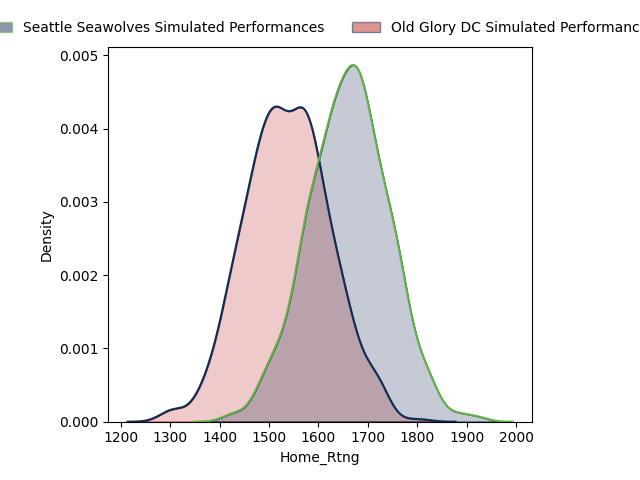 Seattle Seawolves Simulated Performances
Old Glory DC Simulated Performanc
0.005
0.004
0.003
0.002
0.001
0.000
Density
1200 1300 1400 1500 1600 1700 1800 1900 2000
Home_Rtng